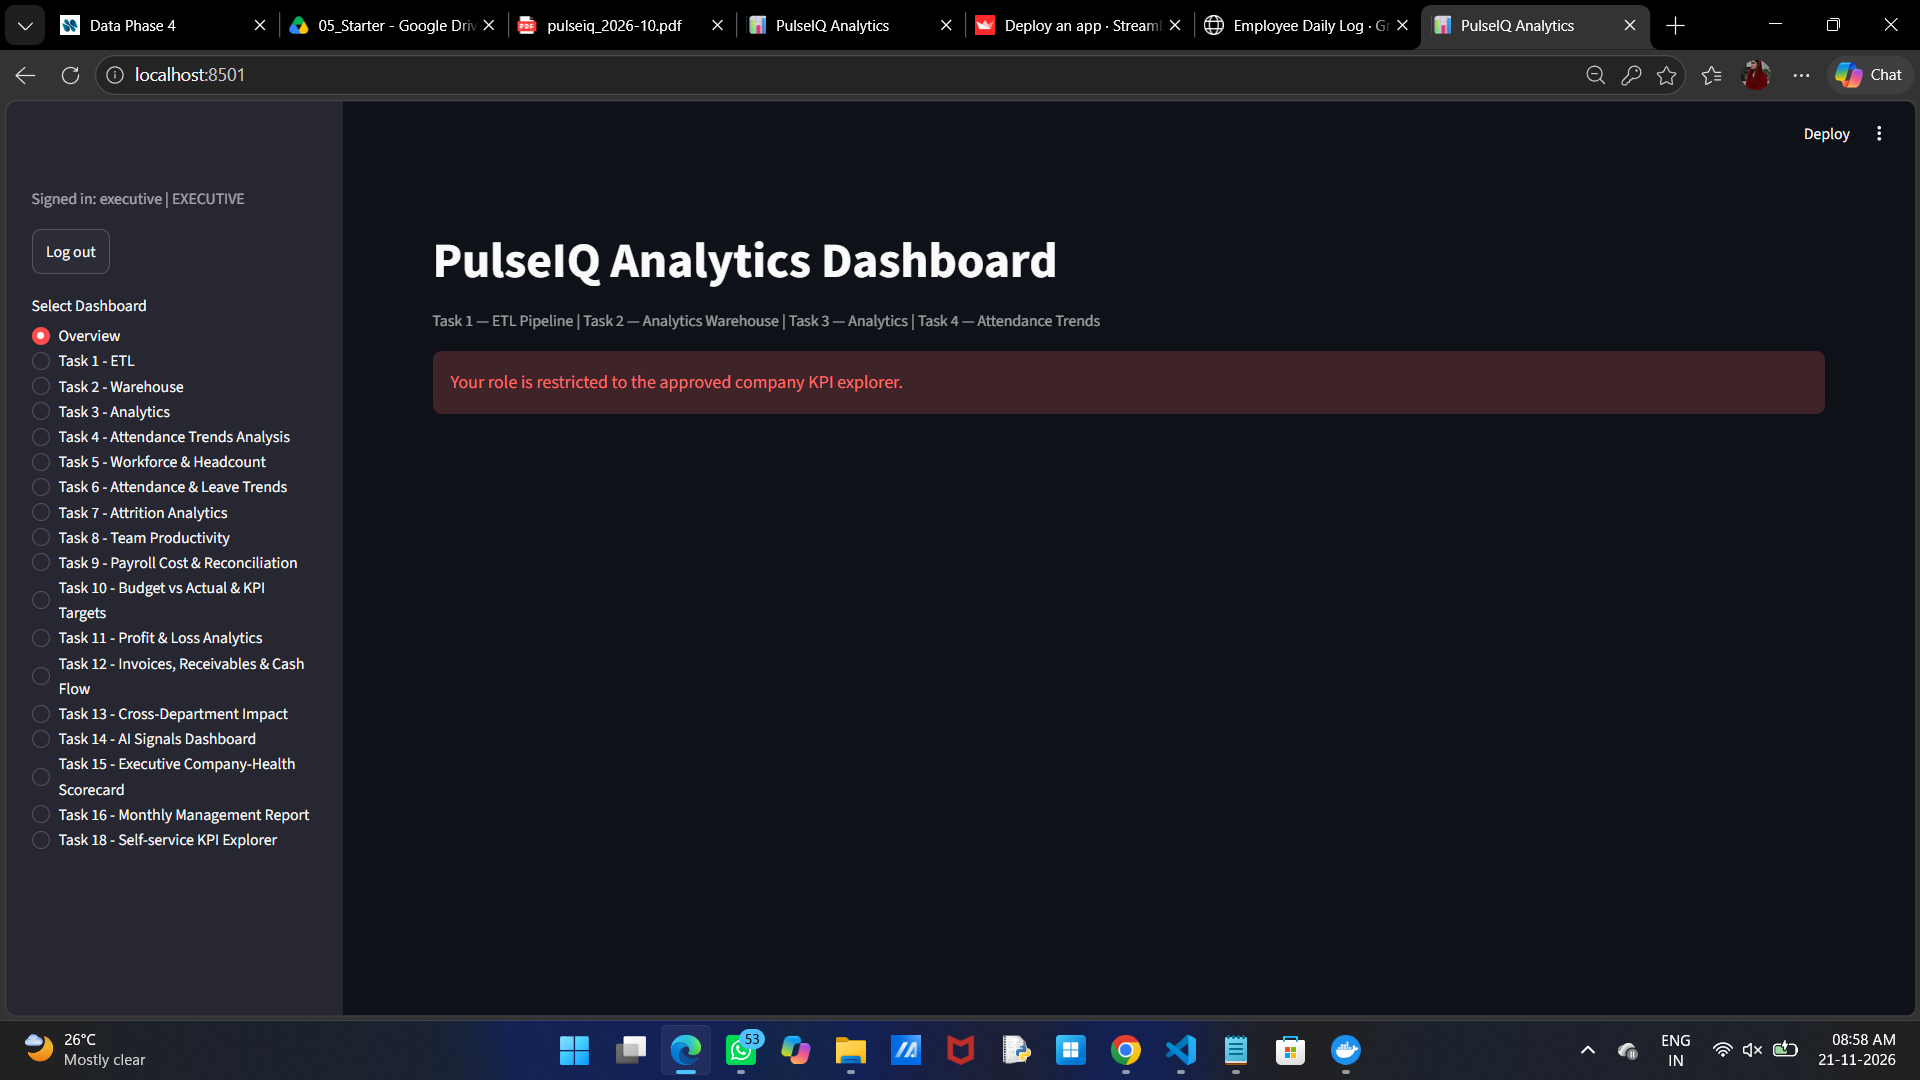 Data Phase 4
05_Starter - Google Driv
pulseiq_2026-10.pdf
PulseIQ Analytics
Deploy an app · Streaml
Employee Daily Log · Gr
PulseIQ Analytics
localhost:8501
Chat
Deploy
Signed in: executive | EXECUTIVE
Log out
Select Dashboard
Overview
Task 1 - ETL
Task 2 - Warehouse
Task 3 - Analytics
Task 4 - Attendance Trends Analysis
Task 5 - Workforce & Headcount
Task 6 - Attendance & Leave Trends
Task 7 - Attrition Analytics
Task 8 - Team Productivity
Task 9 - Payroll Cost & Reconciliation
Task 10 - Budget vs Actual & KPI
Targets
Task 11 - Profit & Loss Analytics
Task 12 - Invoices, Receivables & Cash
Flow
Task 13 - Cross-Department Impact
Task 14 - AI Signals Dashboard
Task 15 - Executive Company-Health
Scorecard
Task 16 - Monthly Management Report
Task 18 - Self-service KPI Explorer
PulseIQ Analytics Dashboard
Task 1 — ETL Pipeline | Task 2 — Analytics Warehouse | Task 3 — Analytics | Task 4 — Attendance Trends
Your role is restricted to the approved company KPI explorer.
26°C
Mostly clear
53
ENG
IN
08:58 AM
21-11-2026